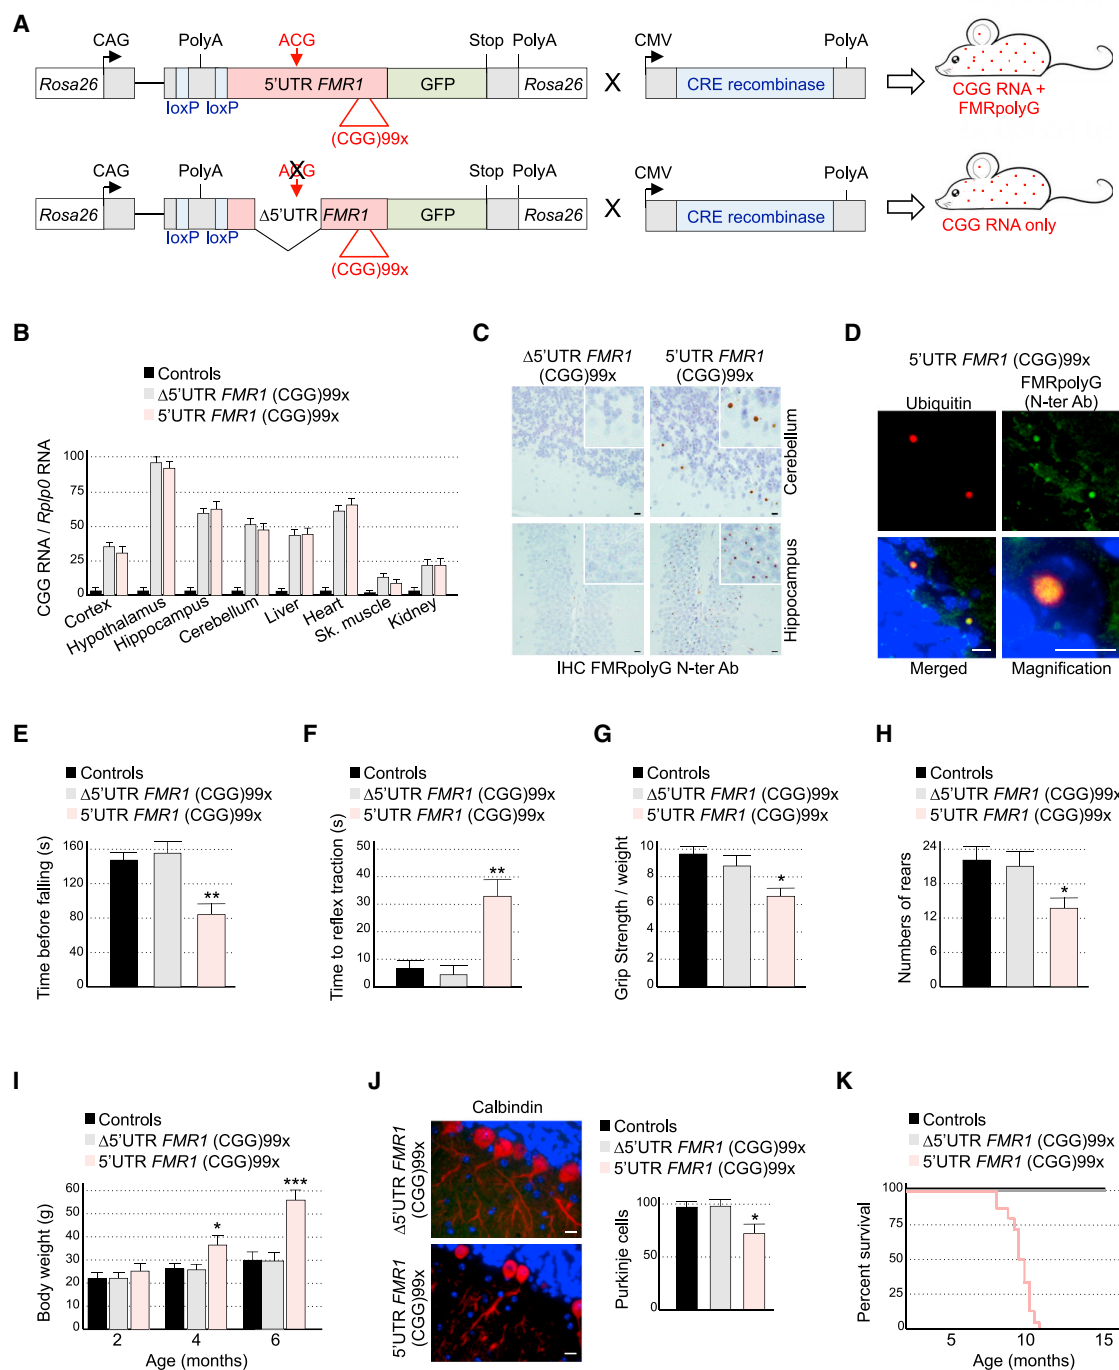 A
CAG PolyA ACG Stop PolyA CMV PolyA
Rosa26 5'UTR FMR1 GFP Rosa26 X CRE recombinase
loxP loxP
(CGG)99x
CGG RNA +
FMRpolyG
CAG PolyA ACG Stop PolyA CMV PolyA
X
Rosa26 Δ5'UTR FMR1 GFP Rosa26 X CRE recombinase
loxP loxP
(CGG)99x
CGG RNA only
B
Controls
Δ5'UTR FMR1 (CGG)99x
5'UTR FMR1 (CGG)99x
CGG RNA / Rplp0 RNA
100
75
50
25
0
Cortex
Hypothalamus
Hippocampus
Cerebellum
Liver
Heart
Sk. muscle
Kidney
C
Δ5'UTR FMR1 5'UTR FMR1
(CGG)99x (CGG)99x
Cerebellum
Hippocampus
IHC FMRpolyG N-ter Ab
D
5'UTR FMR1 (CGG)99x
FMRpolyG
Ubiquitin (N-ter Ab)
Merged Magnification
E
Controls
Δ5'UTR FMR1 (CGG)99x
5'UTR FMR1 (CGG)99x
Time before falling (s)
160
120
80
40
0
**
F
Controls
Δ5'UTR FMR1 (CGG)99x
5'UTR FMR1 (CGG)99x
Time to reflex traction (s)
50
40
30
20
10
0
**
G
Controls
Δ5'UTR FMR1 (CGG)99x
5'UTR FMR1 (CGG)99x
Grip Strength / weight
10
8
6
4
2
0
*
H
Controls
Δ5'UTR FMR1 (CGG)99x
5'UTR FMR1 (CGG)99x
Numbers of rears
24
18
12
6
0
*
I
Controls
Δ5'UTR FMR1 (CGG)99x
5'UTR FMR1 (CGG)99x
Body weight (g)
60
50
40
30
20
10
0
*
***
2 4 6
Age (months)
J
Calbindin
Δ5'UTR FMR1
(CGG)99x
5'UTR FMR1
(CGG)99x
Controls
Δ5'UTR FMR1 (CGG)99x
5'UTR FMR1 (CGG)99x
Purkinje cells
100
50
0
*
K
Controls
Δ5'UTR FMR1 (CGG)99x
5'UTR FMR1 (CGG)99x
Percent survival
100
75
50
25
0
5 10 15
Age (months)